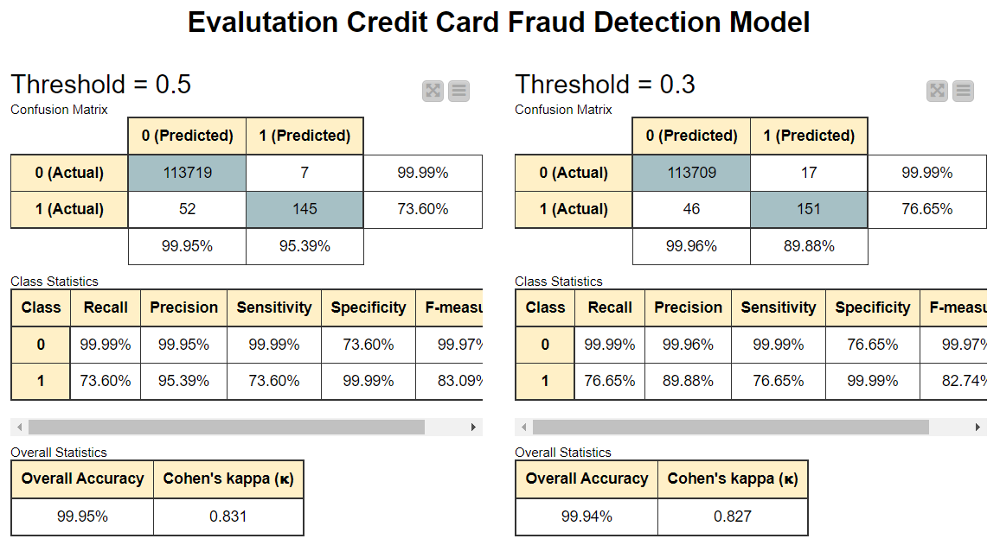 Evalutation Credit Card Fraud Detection Model
Threshold = 0.5
Confusion Matrix
0 (Predicted) 1 (Predicted)
0 (Actual) 113719 7 99.99%
1 (Actual) 52 145 73.60%
99.95% 95.39%
Class Statistics
Class Recall Precision Sensitivity Specificity F-measu
0 99.99% 99.95% 99.99% 73.60% 99.97%
1 73.60% 95.39% 73.60% 99.99% 83.09%
Overall Statistics
Overall Accuracy Cohen's kappa (κ)
99.95% 0.831
Threshold = 0.3
Confusion Matrix
0 (Predicted) 1 (Predicted)
0 (Actual) 113709 17 99.99%
1 (Actual) 46 151 76.65%
99.96% 89.88%
Class Statistics
Class Recall Precision Sensitivity Specificity F-measu
0 99.99% 99.96% 99.99% 76.65% 99.97%
1 76.65% 89.88% 76.65% 99.99% 82.74%
Overall Statistics
Overall Accuracy Cohen's kappa (κ)
99.94% 0.827